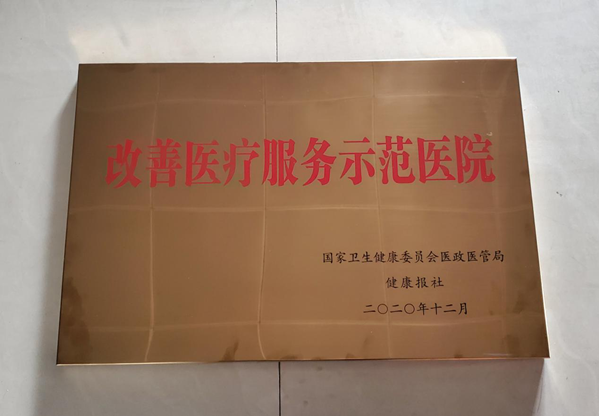 改善医疗服务示范医院
国家卫生健康委员会医政医管局
健康报社
二〇二〇年十二月